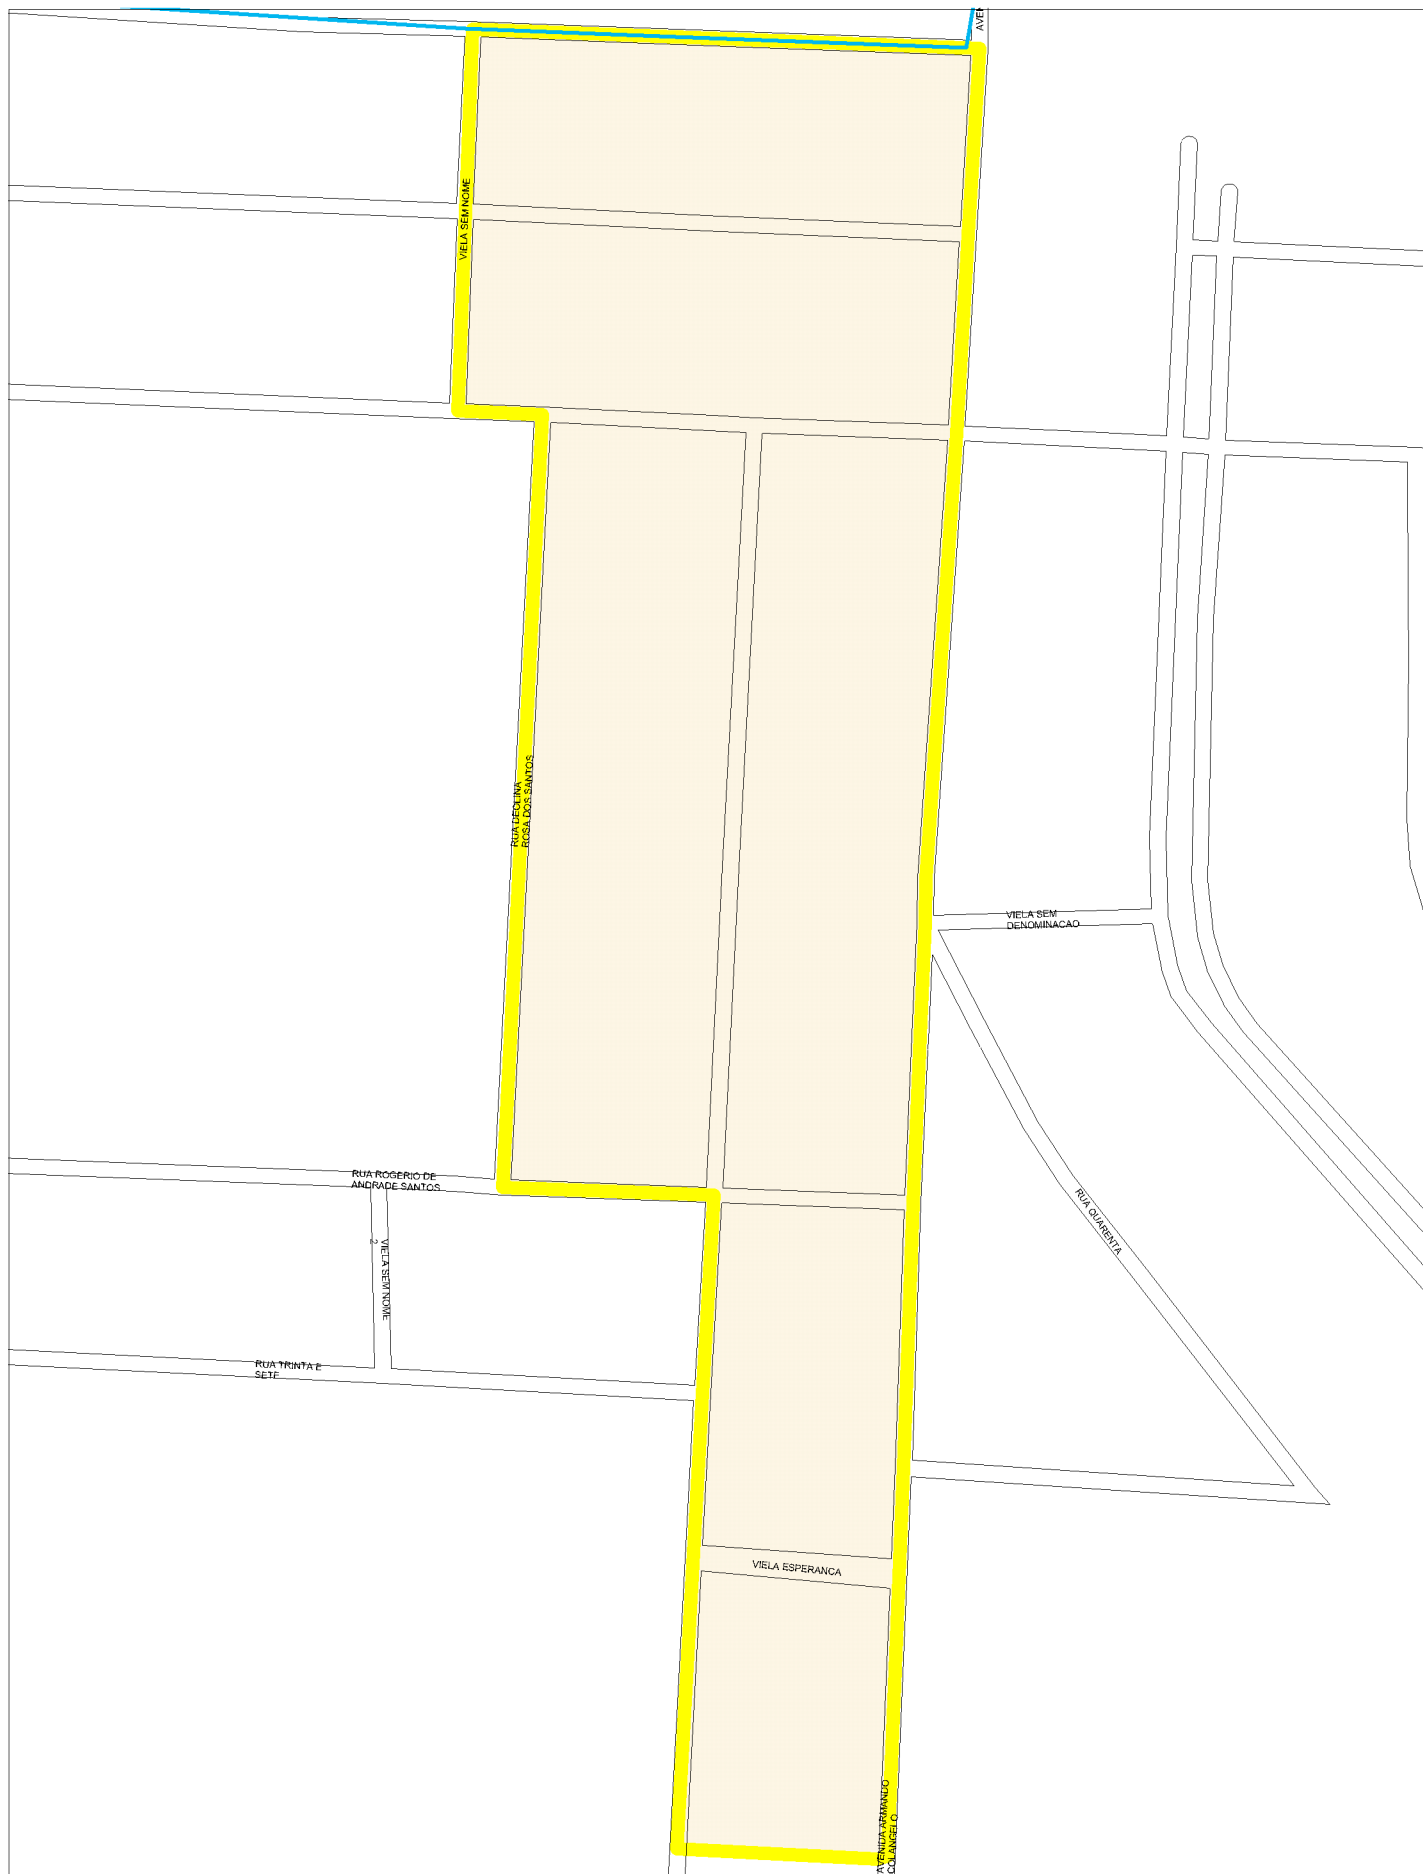 AVEN
VIELA SEM NOME
RUA DEOLINA
ROSA DOS SANTOS
VIELA SEM
DENOMINACAO
RUA ROGERIO DE
ANDRADE SANTOS
RUA QUARENTA
VIELA SEM NOME
2
RUA TRINTA E
SETE
VIELA ESPERANCA
AVENIDA ARMANDO
COLANGELO